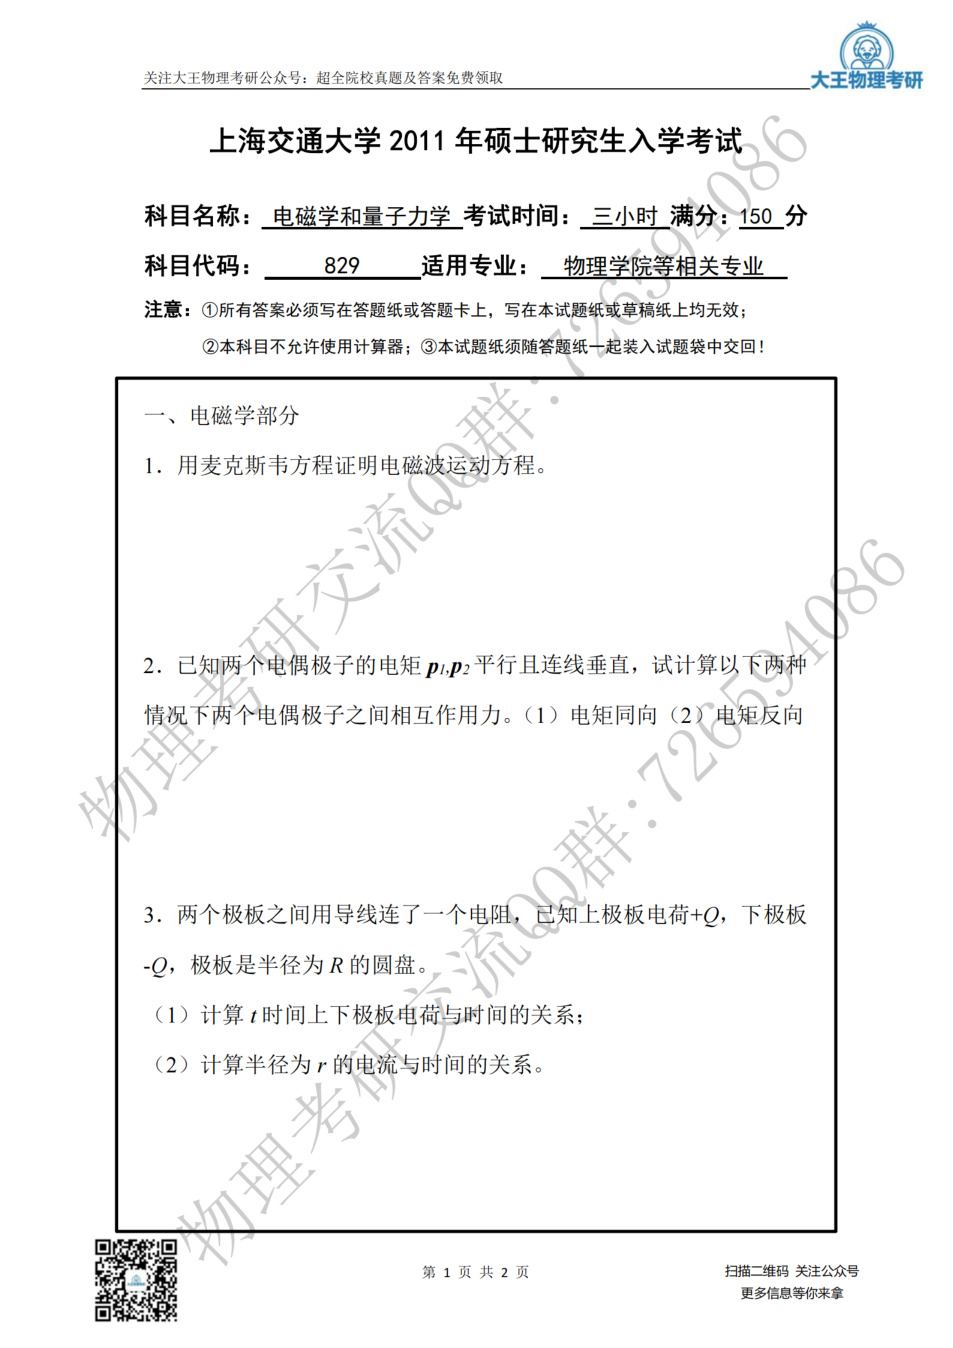 关注大王物理考研公众号：超全院校真题及答案免费领取
大王物理考研
上海交通大学 2011 年硕士研究生入学考试
科目名称： 电磁学和量子力学 考试时间： 三小时 满分：150 分
科目代码： 829 适用专业： 物理学院等相关专业
注意：①所有答案必须写在答题纸或答题卡上，写在本试题纸或草稿纸上均无效；
②本科目不允许使用计算器；③本试题纸须随答题纸一起装入试题袋中交回！
一、电磁学部分
1．用麦克斯韦方程证明电磁波运动方程。
2．已知两个电偶极子的电矩 p1,p2 平行且连线垂直，试计算以下两种
情况下两个电偶极子之间相互作用力。（1）电矩同向（2）电矩反向
3．两个极板之间用导线连了一个电阻，已知上极板电荷+Q，下极板
-Q，极板是半径为 R 的圆盘。
（1）计算 t 时间上下极板电荷与时间的关系；
（2）计算半径为 r 的电流与时间的关系。
物理考研交流QQ群：726594086
物理考研交流QQ群：726594086
大王物理考研
第 1 页 共 2 页
扫描二维码 关注公众号
更多信息等你来拿